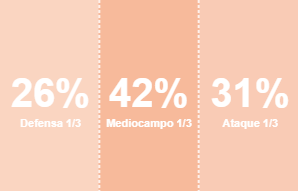 26% 42% 31%
Defensa 1/3 Mediocampo 1/3 Ataque 1/3